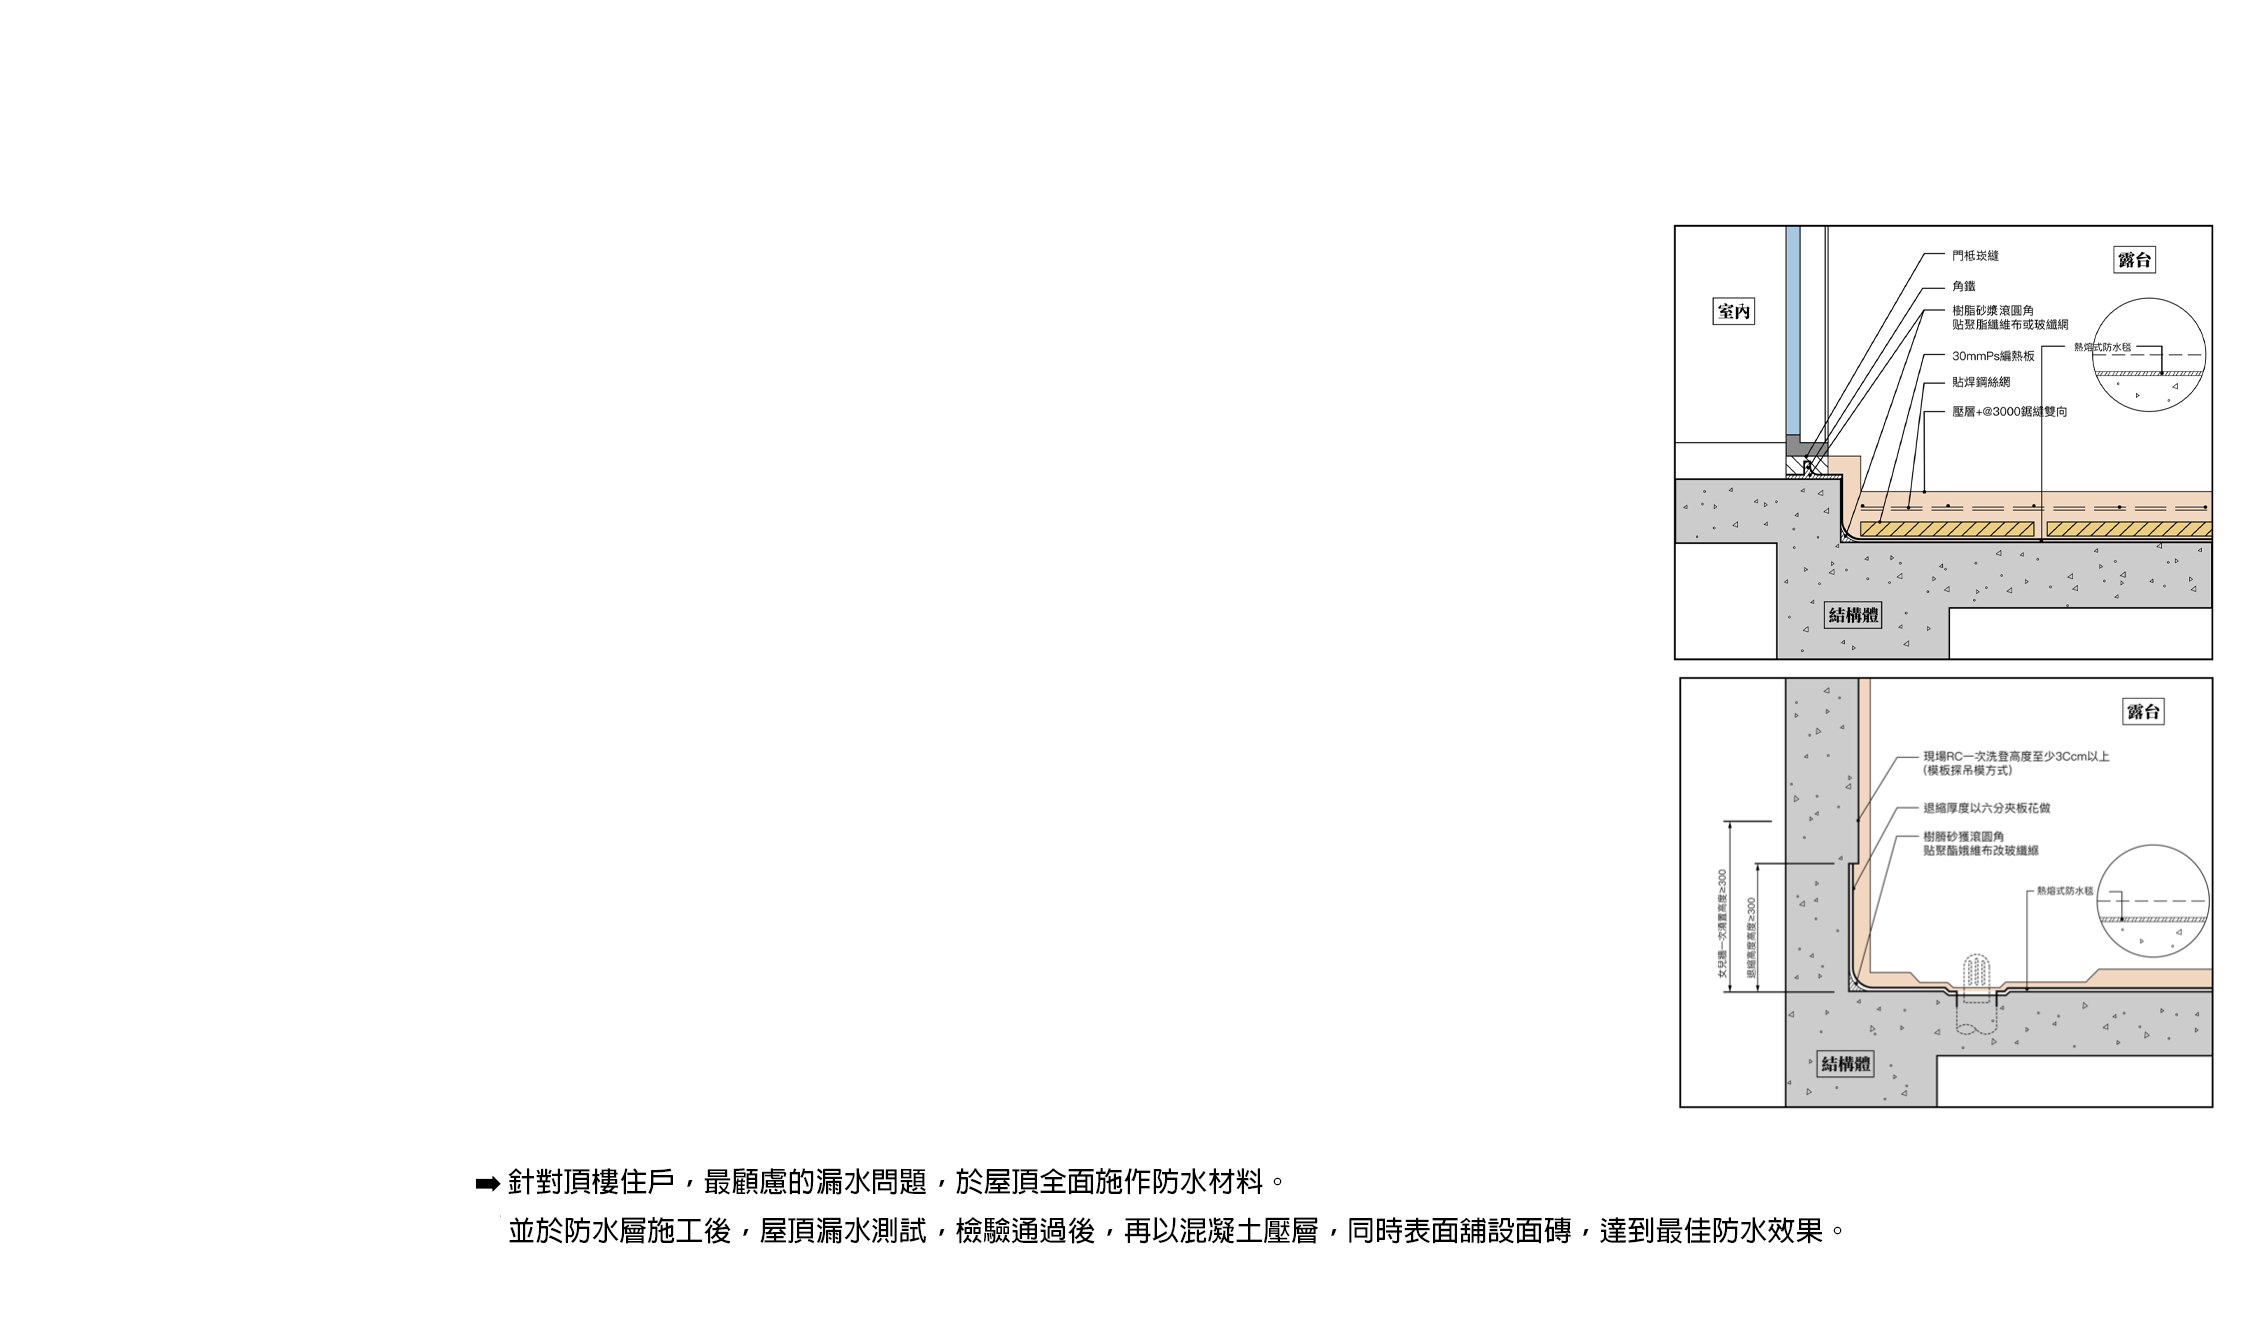 室內
露台
門柢崁縫
角鐵
樹脂砂漿滾圓角
貼聚脂纖維布或玻纖網
熱熔式防水毯
30mmPs編熱板
貼焊鋼絲網
壓層+@3000鋸縫雙向
結構體
露台
現場RC一次洗登高度至少3Ccm以上
(模板探吊模方式)
退縮厚度以六分夾板花做
樹勝砂獲滾圓角
貼聚酯娥維布改玻纖綠
熱熔式防水毯
女兒牆一次澆置高度≥300
退縮高度高度≥300
結構體
➡ 針對頂樓住戶，最顧慮的漏水問題，於屋頂全面施作防水材料。
並於防水層施工後，屋頂漏水測試，檢驗通過後，再以混凝土壓層，同時表面舖設面磚，達到最佳防水效果。